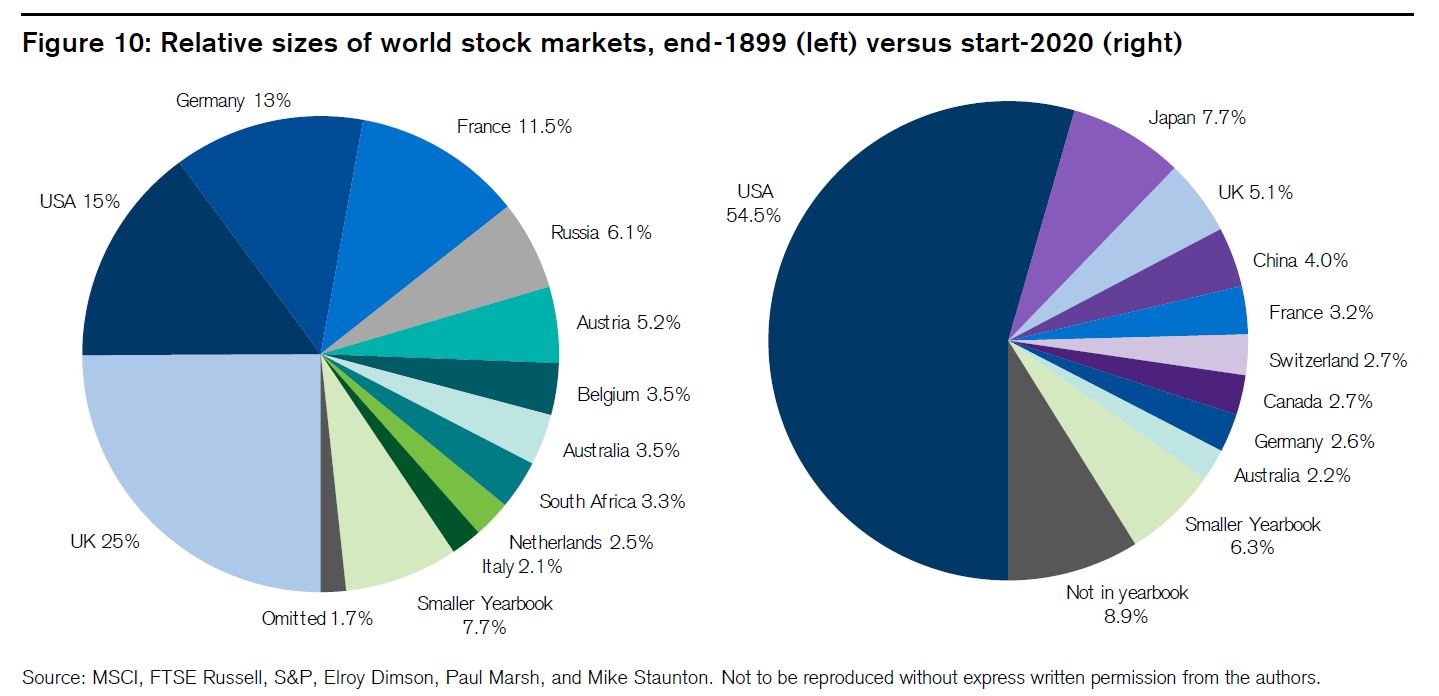 Figure 10: Relative sizes of world stock markets, end-1899 (left) versus start-2020 (right)
Germany 13%
France 11.5%
USA 15%
Russia 6.1%
Austria 5.2%
Belgium 3.5%
Australia 3.5%
South Africa 3.3%
UK 25%
Netherlands 2.5%
Italy 2.1%
Smaller Yearbook
7.7%
Omitted 1.7%
Japan 7.7%
USA
54.5%
UK 5.1%
China 4.0%
France 3.2%
Switzerland 2.7%
Canada 2.7%
Germany 2.6%
Australia 2.2%
Smaller Yearbook
6.3%
Not in yearbook
8.9%
Source: MSCI, FTSE Russell, S&P, Elroy Dimson, Paul Marsh, and Mike Staunton. Not to be reproduced without express written permission from the authors.